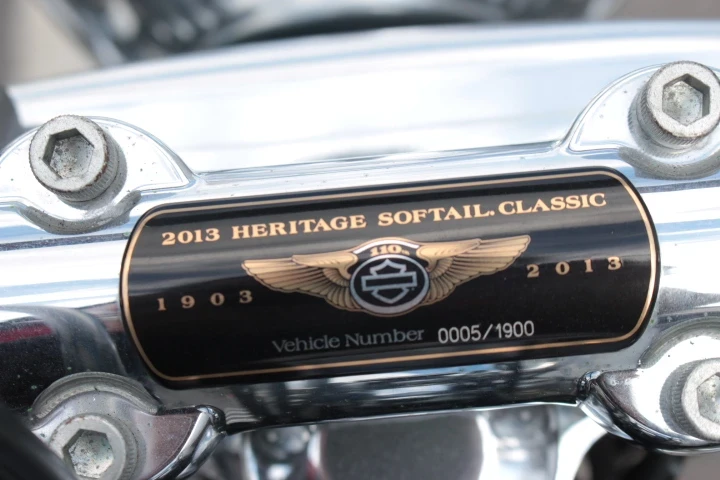 2013 HERITAGE SOFTAIL. CLASSIC
110
1903 2013
Vehicle Number 0005/1900